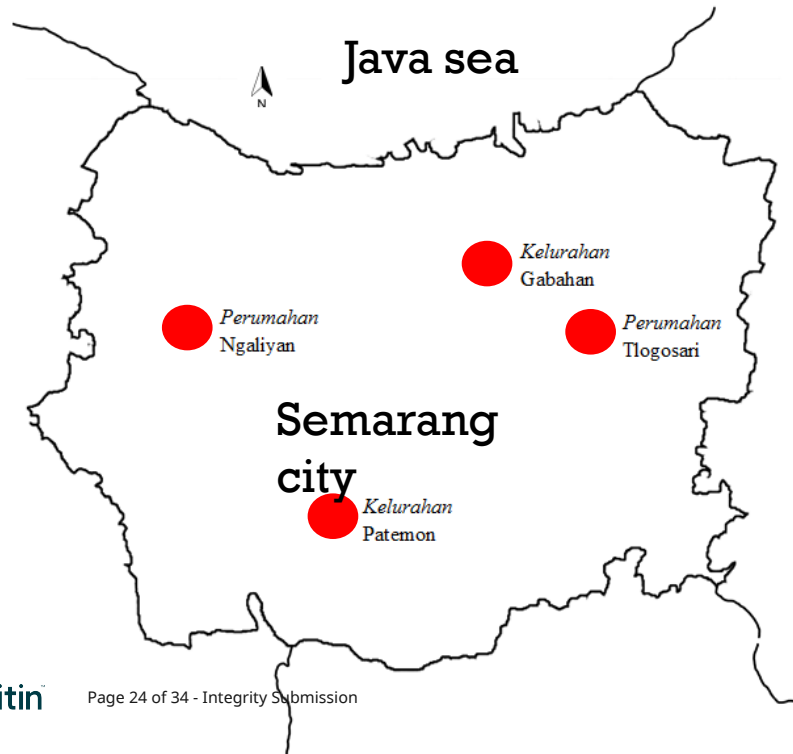 Java sea
N
Kelurahan
Gabahan
Perumahan
Ngaliyan
Perumahan
Tlogosari
Semarang
city
Kelurahan
Patemon
itin
Page 24 of 34 - Integrity Submission